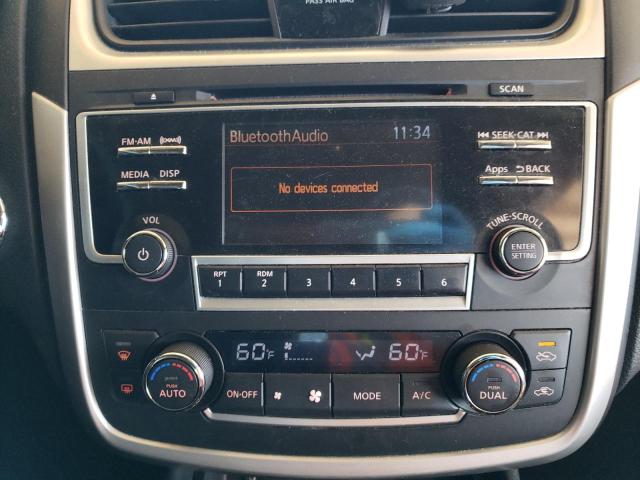 PASS AIR BAG
SCAN
FM-AM
BluetoothAudio 11:34
SEEK-CAT
MEDIA DISP
No devices connected
Apps BACK
VOL
TUNE-SCROLL
ENTER
SETTING
RPT
1
RDM
2
3
4
5
6
60°F
60°F
PUSH
AUTO
ON-OFF
MODE
A/C
PUSH
DUAL